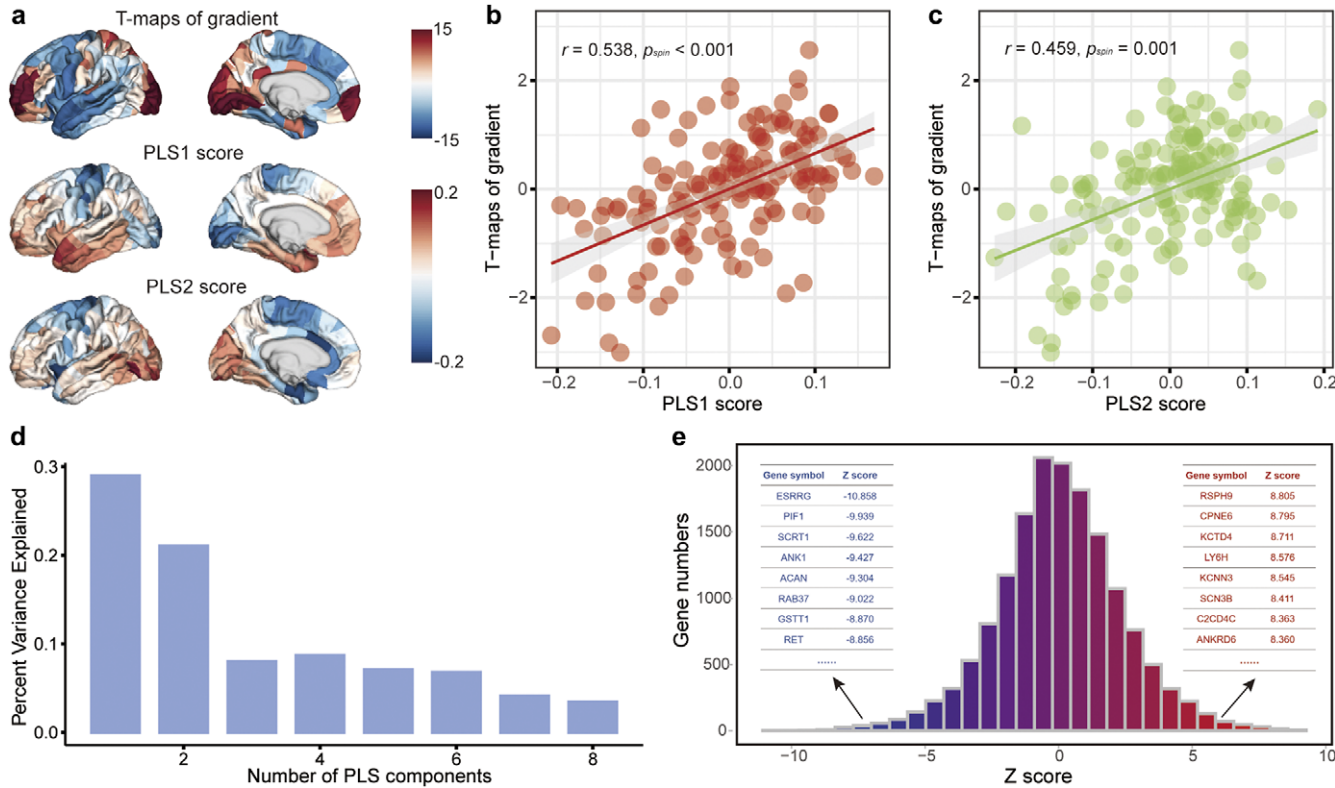 a
T-maps of gradient
15
-15
PLS1 score
0.2
PLS2 score
-0.2
b
r = 0.538, pspin < 0.001
T-maps of gradient
2
0
−2
−0.2
−0.1
0.0
0.1
PLS1 score
c
r = 0.459, pspin = 0.001
T-maps of gradient
2
0
−2
−0.2
−0.1
0.0
0.1
0.2
PLS2 score
d
Percent Variance Explained
0.3
0.2
0.1
0.0
2
4
6
8
Number of PLS components
e
Gene numbers
2000
1500
1000
500
0
Gene symbol Z score
ESRRG -10.858
PIF1 -9.939
SCRT1 -9.622
ANK1 -9.427
ACAN -9.304
RAB37 -9.022
GSTT1 -8.870
RET -8.856
......
Gene symbol Z score
RSPH9 8.805
CPNE6 8.795
KCTD4 8.711
LY6H 8.576
KCNN3 8.545
SCN3B 8.411
C2CD4C 8.363
ANKRD6 8.360
......
−10
−5
0
5
10
Z score